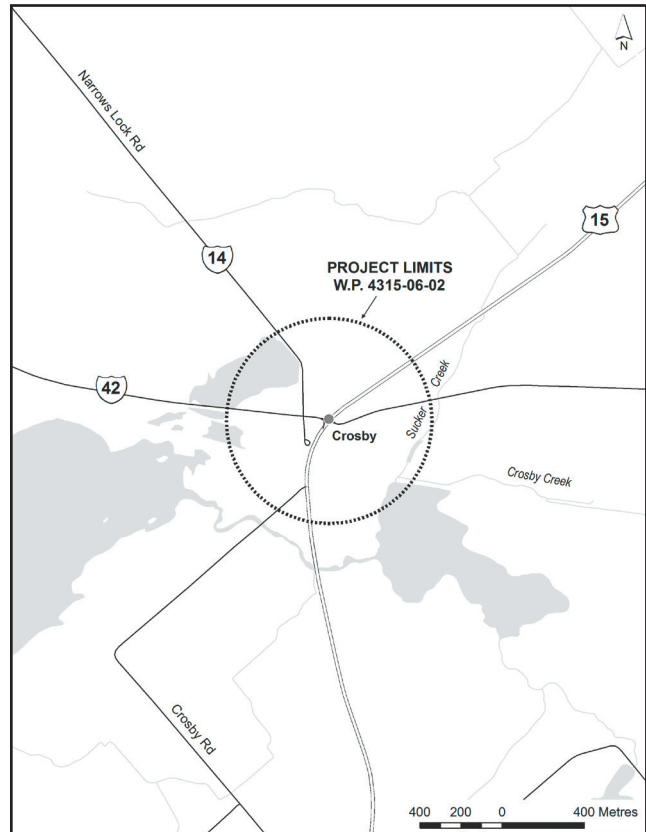 N
Narrows Lock Rd
15
14
PROJECT LIMITS
W.P. 4315-06-02
42
Sucker Creek
Crosby
Crosby Creek
Crosby Rd
400 200 0 400 Metres